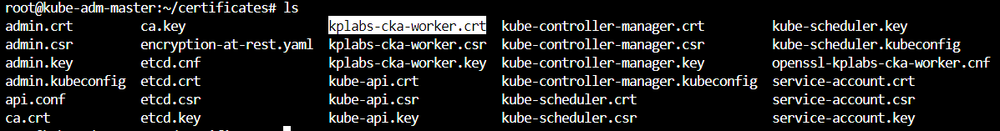 root@kube-adm-master:~/certificates# ls
admin.crt ca.key kplabs-cka-worker.crt kube-controller-manager.crt kube-scheduler.key
admin.csr encryption-at-rest.yaml kplabs-cka-worker.csr kube-controller-manager.csr kube-scheduler.kubeconfig
admin.key etcd.cnf kplabs-cka-worker.key kube-controller-manager.key openssl-kplabs-cka-worker.cnf
admin.kubeconfig etcd.crt kube-api.crt kube-controller-manager.kubeconfig service-account.crt
api.conf etcd.csr kube-api.csr kube-scheduler.crt service-account.csr
ca.crt etcd.key kube-api.key kube-scheduler.csr service-account.key